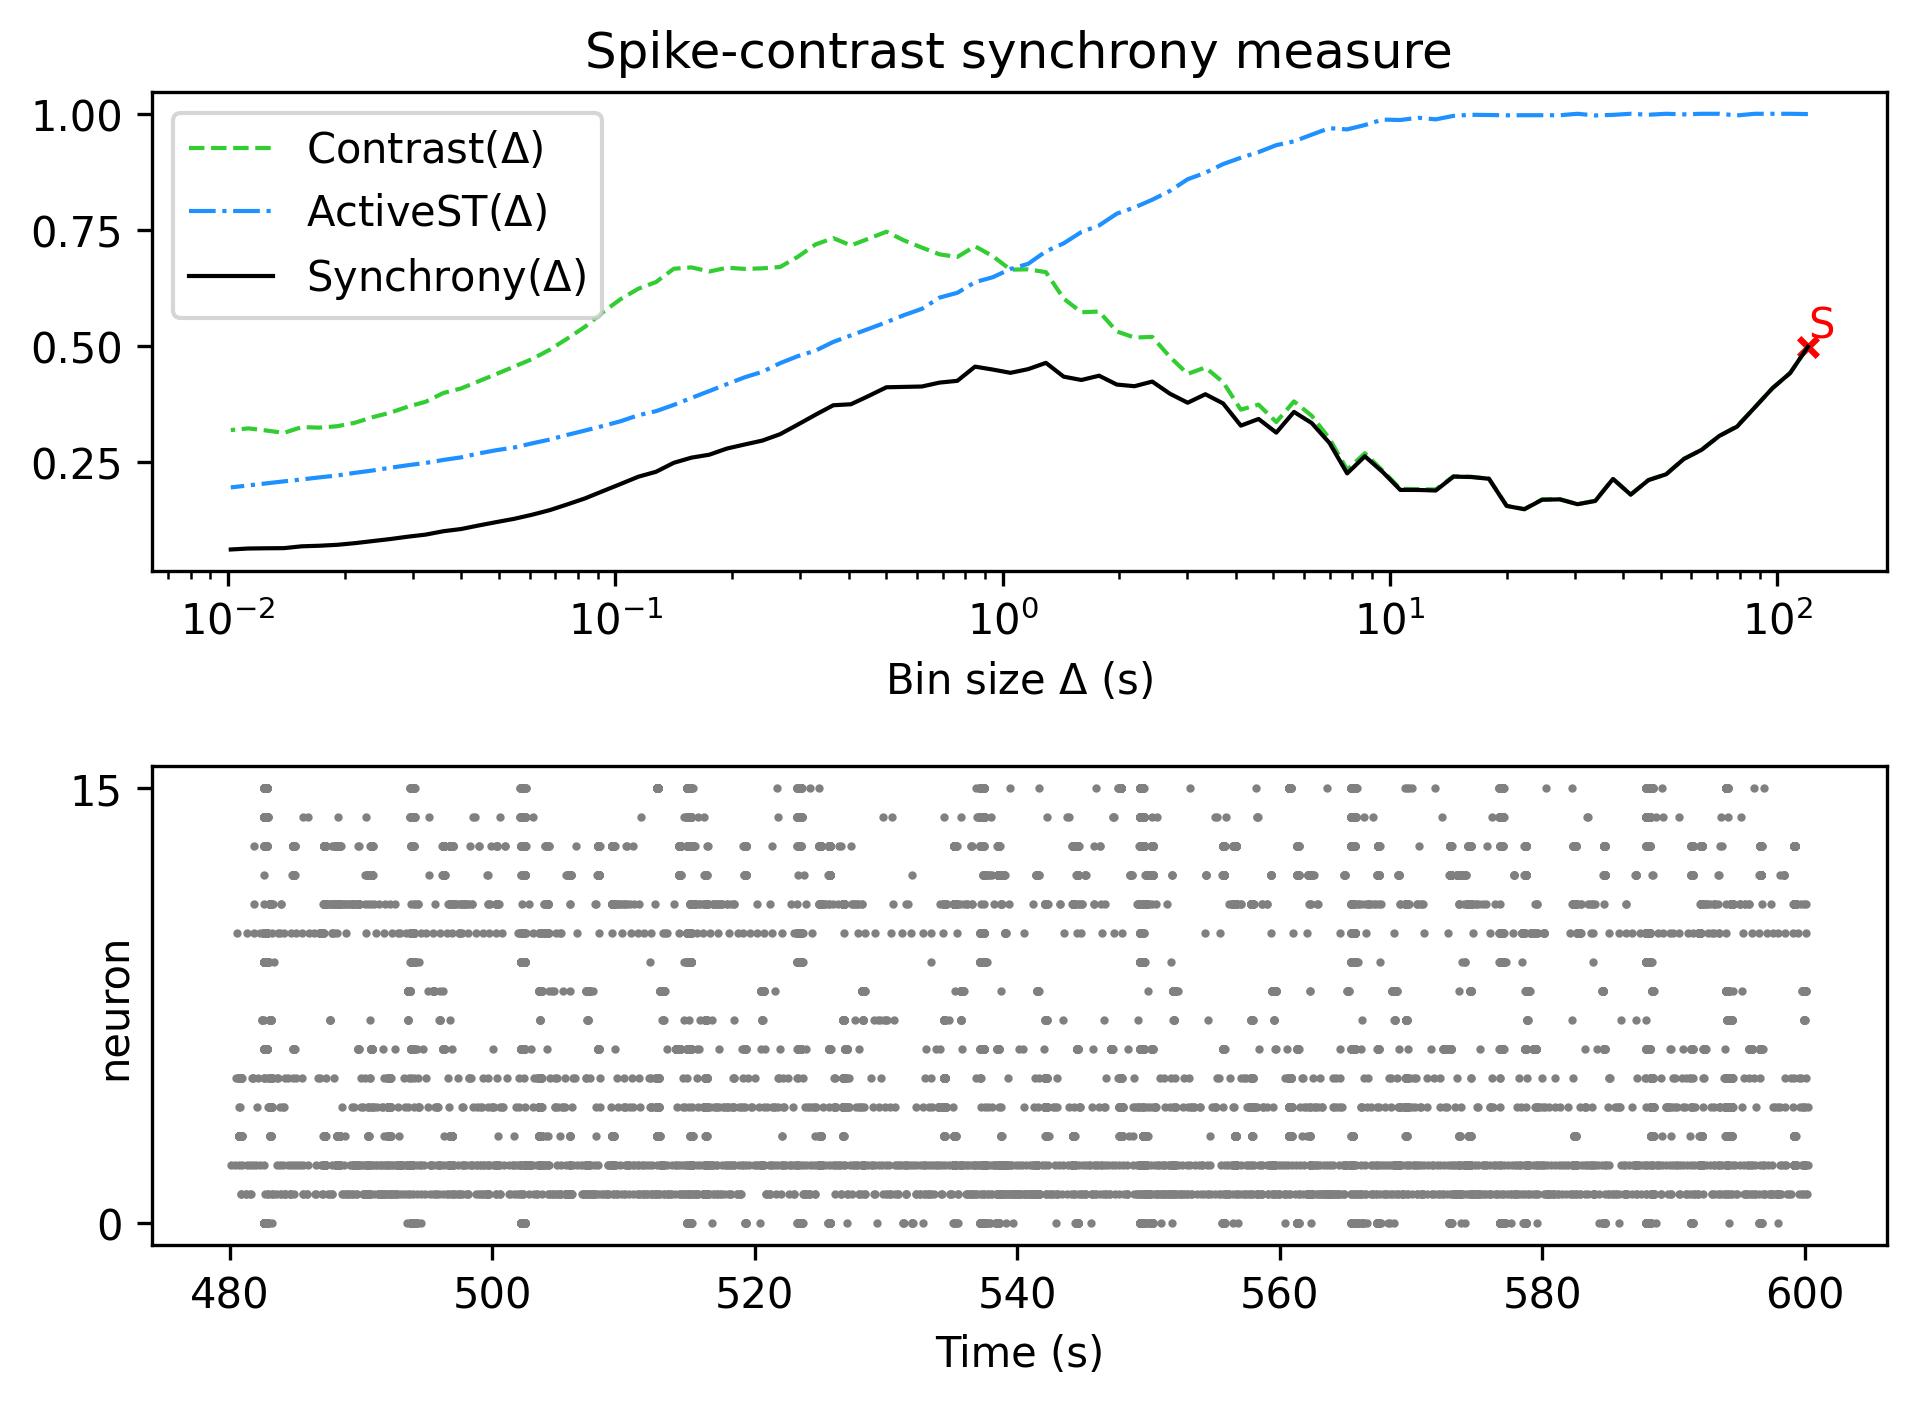 Spike-contrast synchrony measure
1.00
0.75
0.50
0.25
Contrast(Δ)
ActiveST(Δ)
Synchrony(Δ)
S
10⁻² 10⁻¹ 10⁰ 10¹ 10²
Bin size Δ (s)
15
0
neuron
480 500 520 540 560 580 600
Time (s)